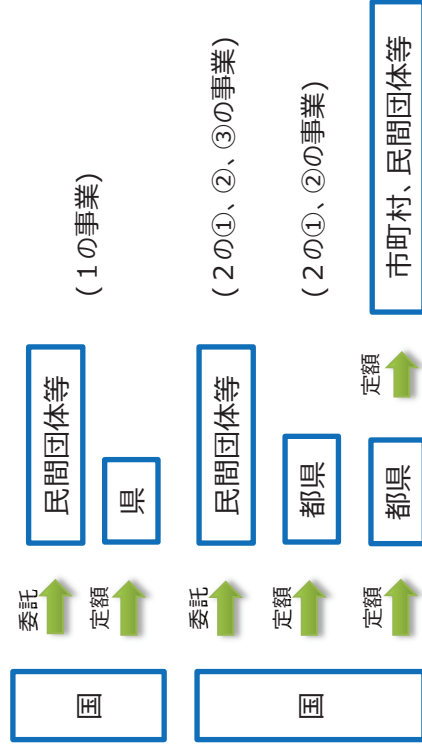 国
委託
民間団体等
定額
県
(1の事業)
国
委託
民間団体等
(2の①、②、③の事業)
定額
都県
(2の①、②の事業)
定額
都県
定額
市町村、民間団体等